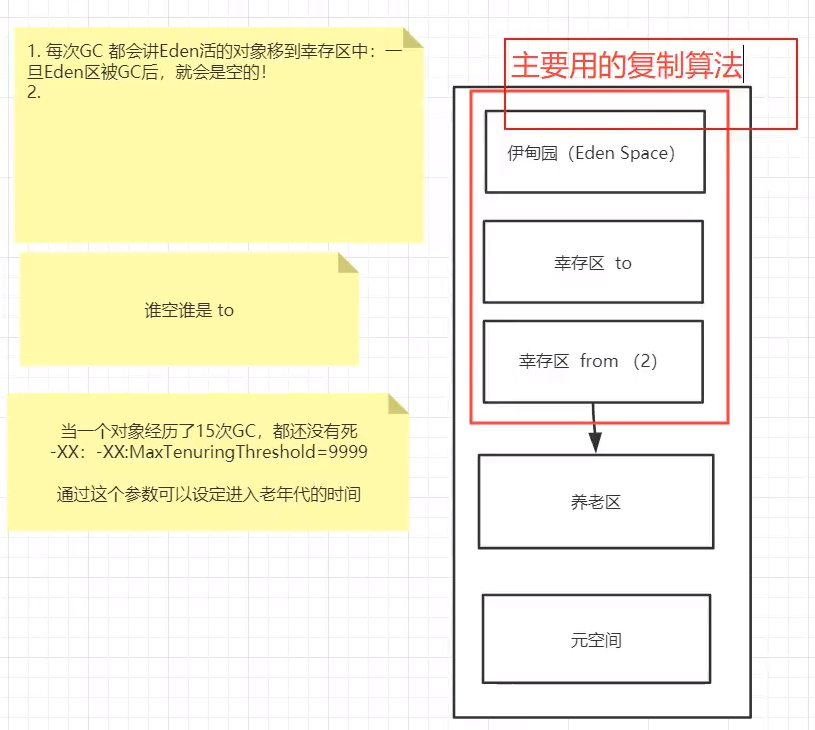 1. 每次GC 都会讲Eden活的对象移到幸存区中：一
旦Eden区被GC后，就会是空的！
2.
谁空谁是 to
当一个对象经历了15次GC，都还没有死
-XX：-XX:MaxTenuringThreshold=9999
通过这个参数可以设定进入老年代的时间
主要用的复制算法
伊甸园（Eden Space）
幸存区 to
幸存区 from （2）
养老区
元空间